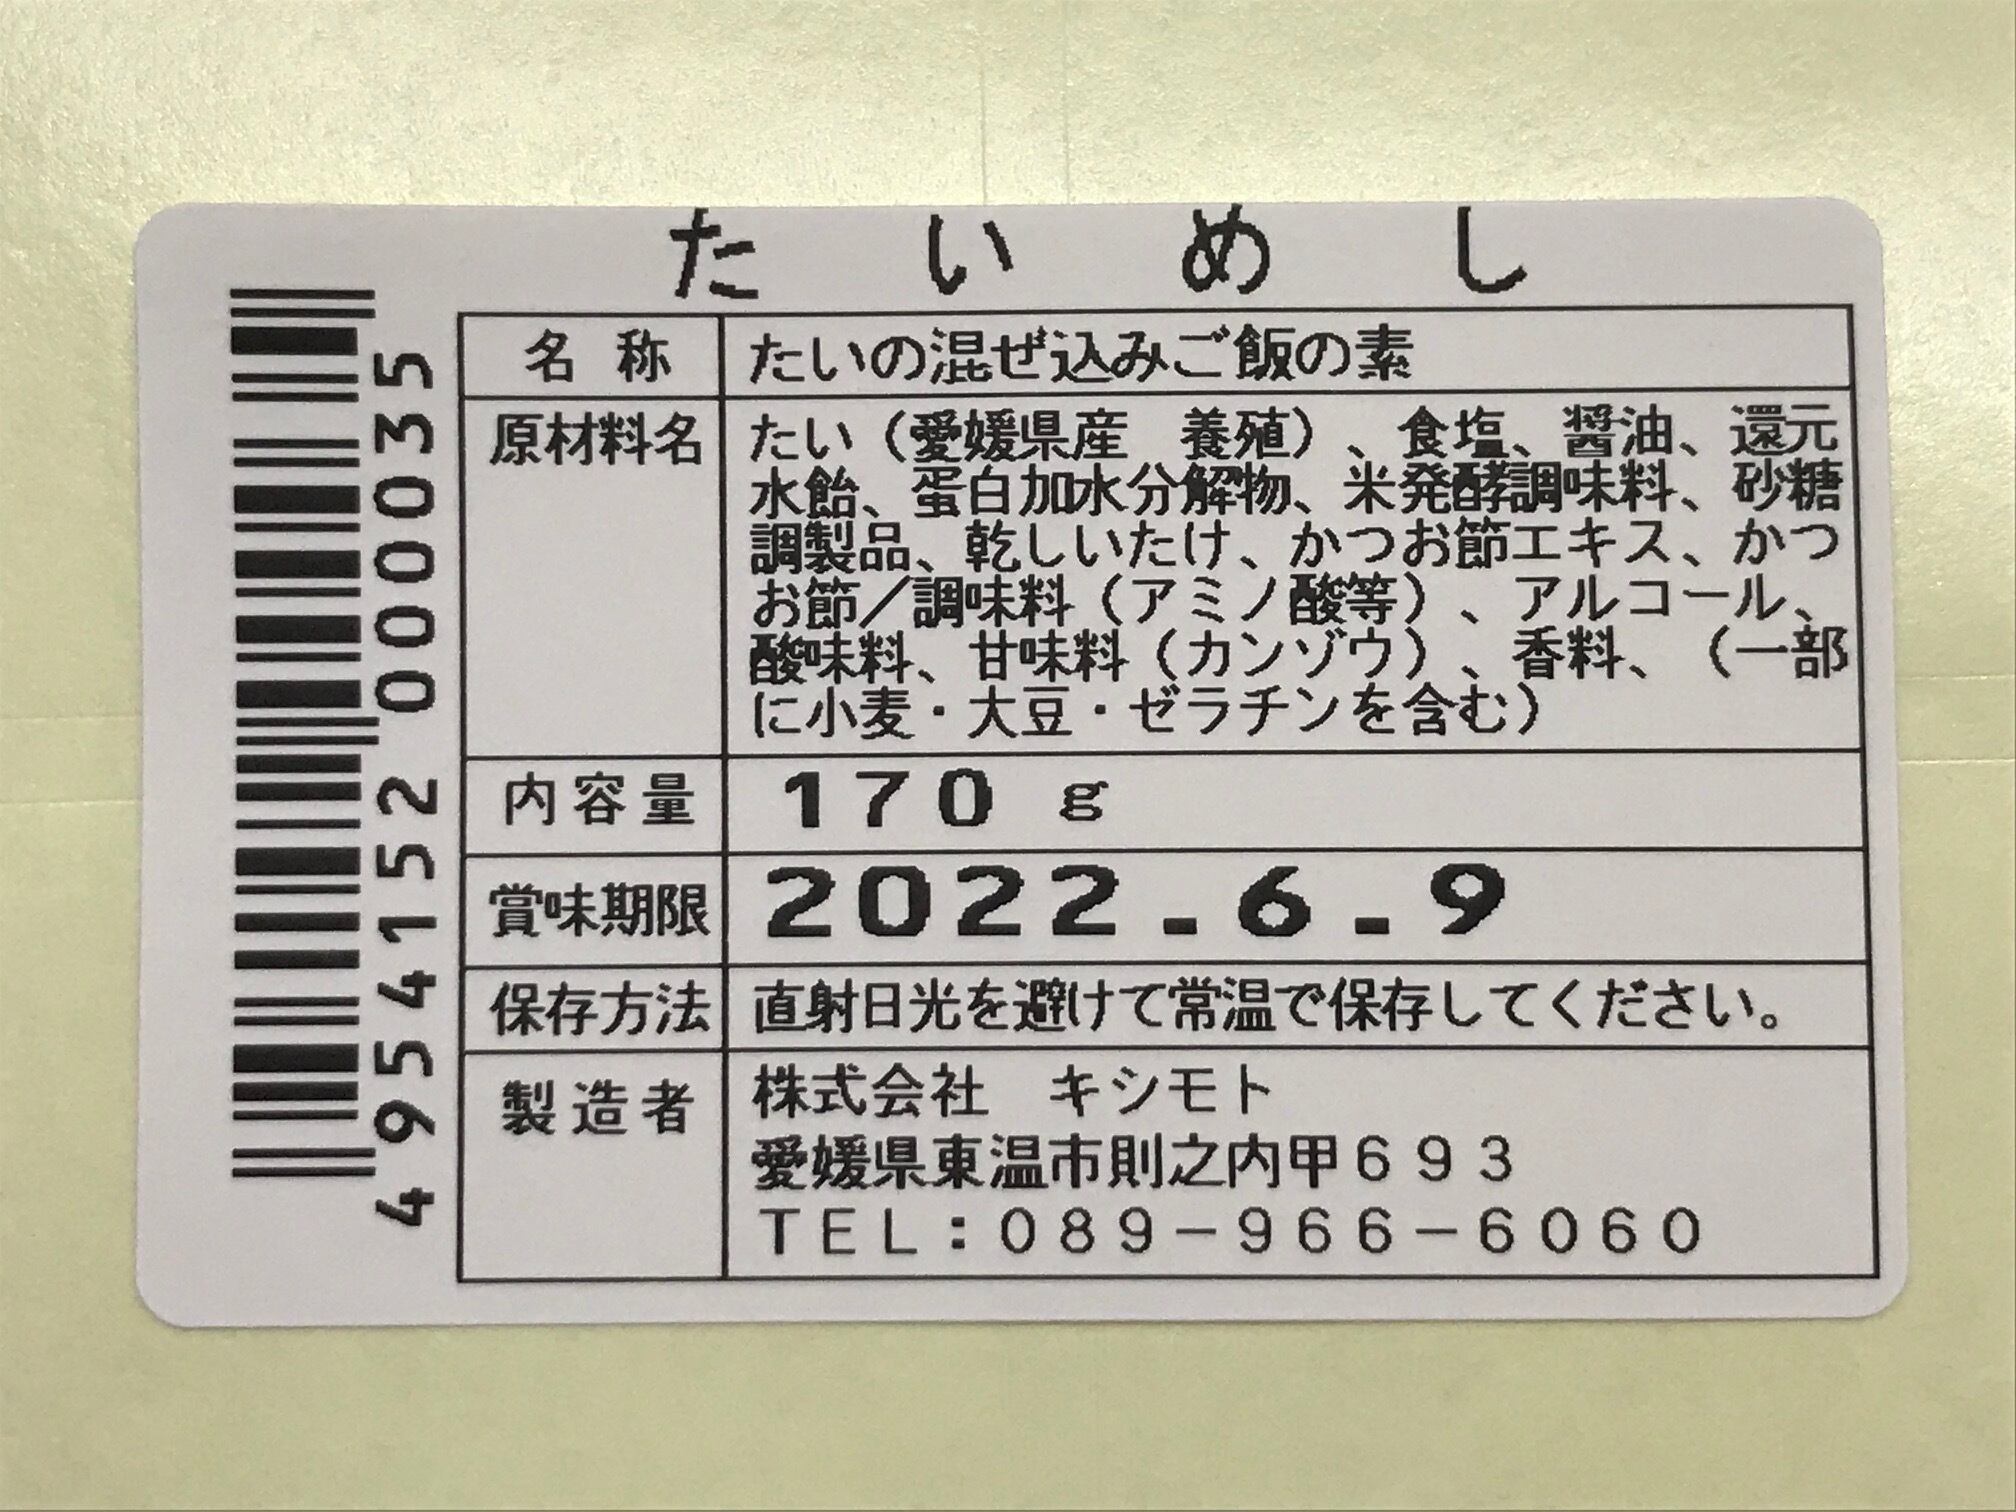 たいめし
名称 たいの混ぜ込みご飯の素
原材料名 たい（愛媛県産　養殖）、食塩、醤油、還元
水飴、蛋白加水分解物、米発酵調味料、砂糖
調製品、乾しいたけ、かつお節エキス、かつ
お節／調味料（アミノ酸等）、アルコール、
酸味料、甘味料（カンゾウ）、香料、（一部
に小麦・大豆・ゼラチンを含む）
内容量 170 g
賞味期限 2022.6.9
保存方法 直射日光を避けて常温で保存してください。
製造者 株式会社　キシモト
愛媛県東温市則之内甲６９３
ＴＥＬ：０８９－９６６－６０６０
4954152000035